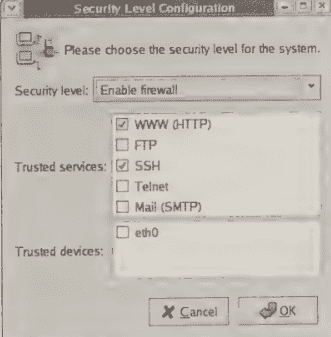 Security Level Configuration
Please choose the security level for the system.
Security level: Enable firewall
WWW (HTTP)
FTP
Trusted services: SSH
Telnet
Mail (SMTP)
eth0
Trusted devices:
Cancel OK